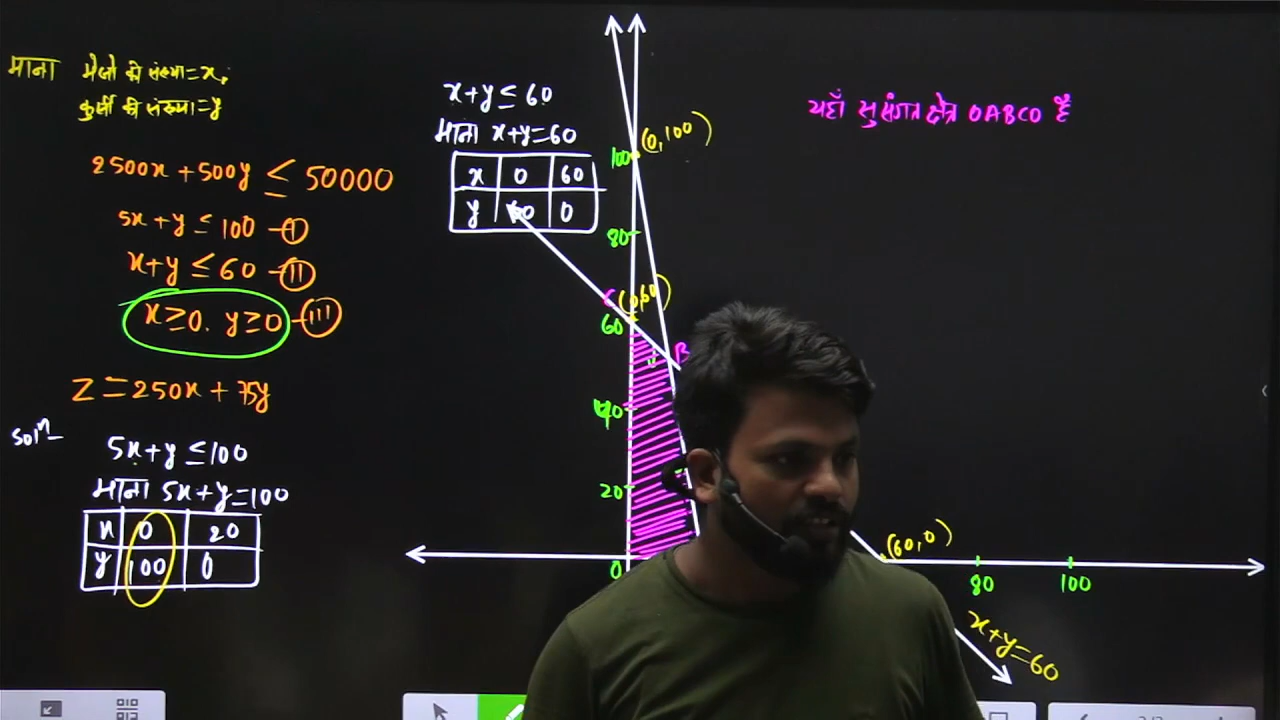 माना मेजों की संख्या = x,
कुर्सी की संख्या = y
2500x + 500y ≤ 50000
5x + y ≤ 100 - I
x + y ≤ 60 - II
x ≥ 0. y ≥ 0 - III
Z = 250x + 75y
Solⁿ
5x + y ≤ 100
माना 5x + y = 100
x 0 20
y 100 0
x + y ≤ 60
माना x + y = 60
x 0 60
y 60 0
यहाँ सुसंगत क्षेत्र OABCO है
(0, 100)
100
80
C (0,60)
60
B
40
20
0
(60, 0)
80 100
x + y = 60